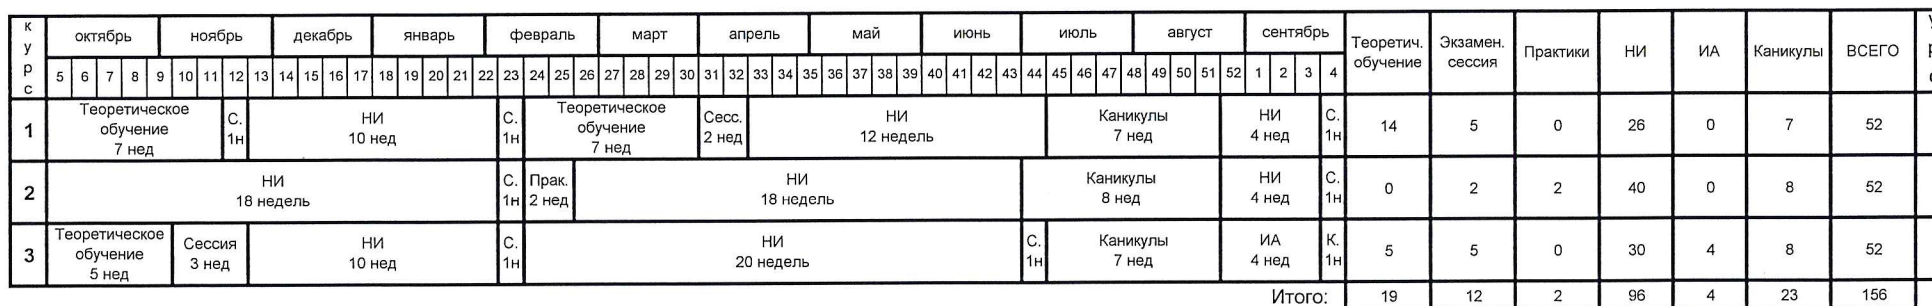 к у р с октябрь ноябрь декабрь январь февраль март апрель май июнь июль август сентябрь Теоретич. обучение Экзамен. сессия Практики НИ ИА Каникулы ВСЕГО
5 6 7 8 9 10 11 12 13 14 15 16 17 18 19 20 21 22 23 24 25 26 27 28 29 30 31 32 33 34 35 36 37 38 39 40 41 42 43 44 45 46 47 48 49 50 51 52 1 2 3 4
1 Теоретическое обучение 7 нед С. 1н НИ 10 нед С. 1н Теоретическое обучение 7 нед Сесс. 2 нед НИ 12 недель Каникулы 7 нед НИ 4 нед С. 1н 14 5 0 26 0 7 52
2 НИ 18 недель С. 1н Прак. 2 нед НИ 18 недель Каникулы 8 нед НИ 4 нед С. 1н 0 2 2 40 0 8 52
3 Теоретическое обучение 5 нед Сессия 3 нед НИ 10 нед С. 1н НИ 20 недель С. 1н Каникулы 7 нед ИА 4 нед К. 1н 5 5 0 30 4 8 52
Итого: 19 12 2 96 4 23 156